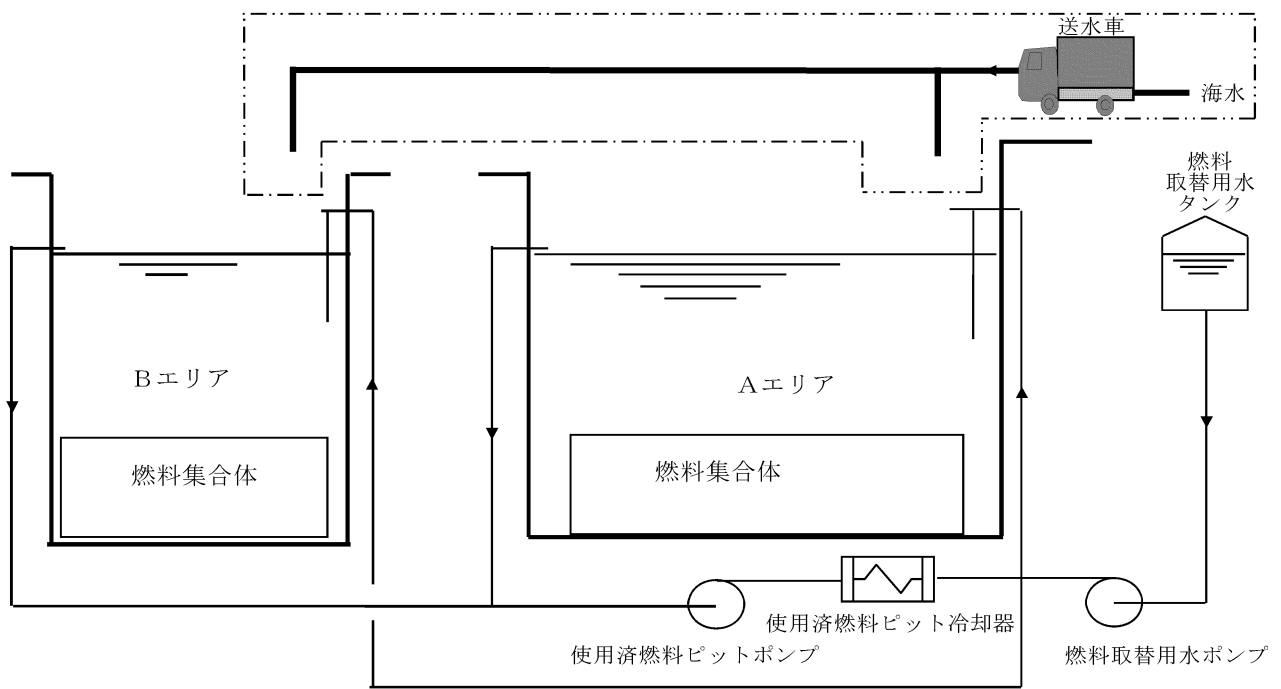 送水車
海水
燃料
取替用水
タンク
Bエリア
Aエリア
燃料集合体
燃料集合体
使用済燃料ピット冷却器
使用済燃料ピットポンプ
燃料取替用水ポンプ